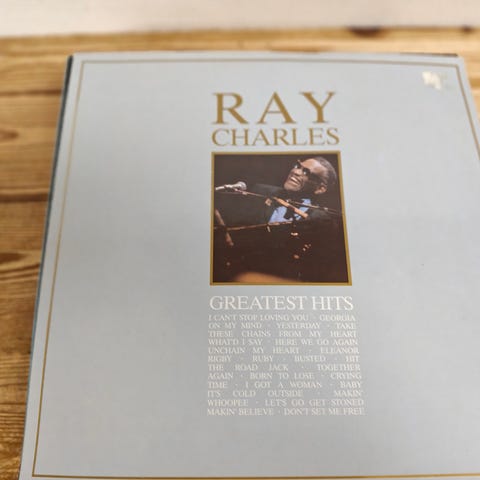 RAY
CHARLES
GREATEST HITS
I CAN'T STOP LOVING YOU · GEORGIA
ON MY MIND · YESTERDAY · TAKE
THESE CHAINS FROM MY HEART
WHAT'D I SAY · HERE WE GO AGAIN
UNCHAIN MY HEART · ELEANOR
RIGBY · RUBY · BUSTED · HIT
THE ROAD JACK · TOGETHER
AGAIN · BORN TO LOSE · CRYING
TIME · I GOT A WOMAN · BABY
IT'S COLD OUTSIDE · MAKIN'
WHOOPEE · LET'S GO GET STONED
MAKIN' BELIEVE · DON'T SET ME FREE